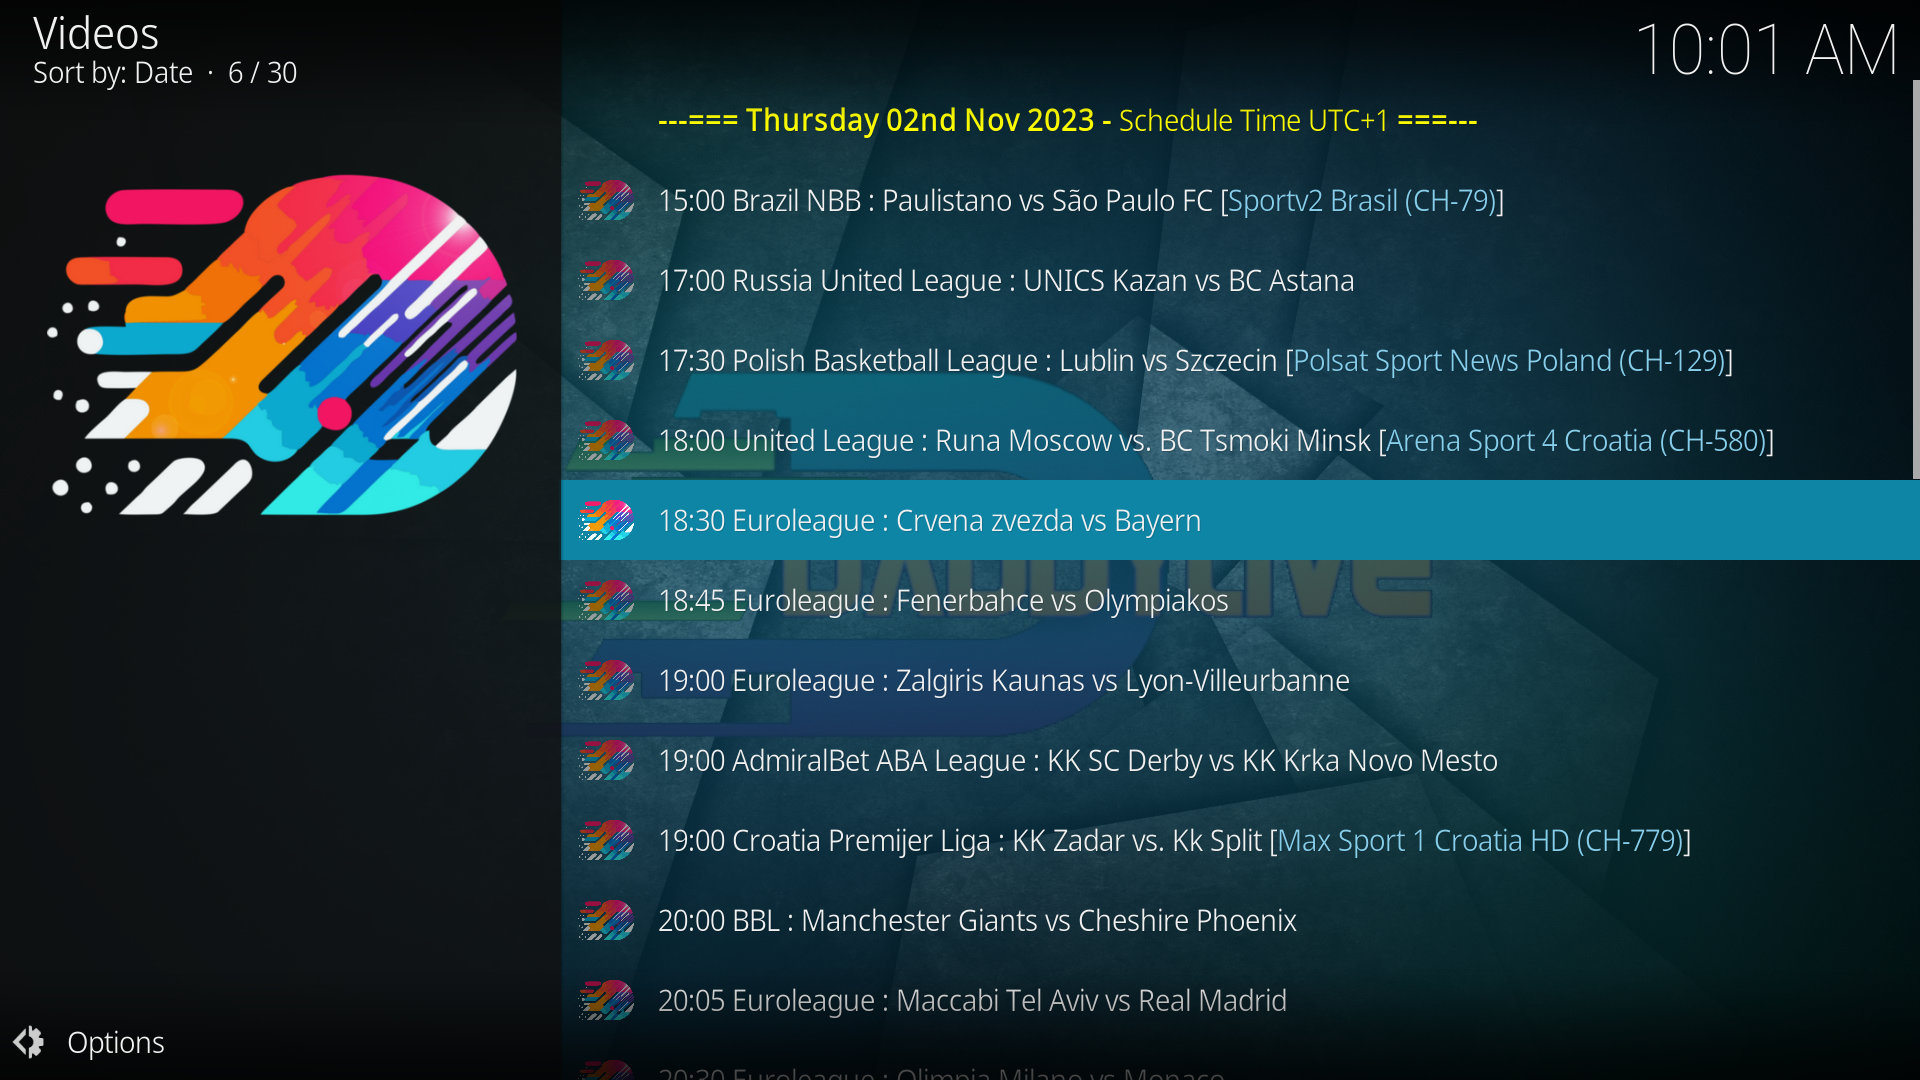 Videos
Sort by: Date · 6 / 30
10:01 AM
---=== Thursday 02nd Nov 2023 - Schedule Time UTC+1 ===---
15:00 Brazil NBB : Paulistano vs São Paulo FC [Sportv2 Brasil (CH-79)]
17:00 Russia United League : UNICS Kazan vs BC Astana
17:30 Polish Basketball League : Lublin vs Szczecin [Polsat Sport News Poland (CH-129)]
18:00 United League : Runa Moscow vs. BC Tsmoki Minsk [Arena Sport 4 Croatia (CH-580)]
18:30 Euroleague : Crvena zvezda vs Bayern
DADDYLIVE
18:45 Euroleague : Fenerbahce vs Olympiakos
19:00 Euroleague : Zalgiris Kaunas vs Lyon-Villeurbanne
19:00 AdmiralBet ABA League : KK SC Derby vs KK Krka Novo Mesto
19:00 Croatia Premijer Liga : KK Zadar vs. Kk Split [Max Sport 1 Croatia HD (CH-779)]
20:00 BBL : Manchester Giants vs Cheshire Phoenix
20:05 Euroleague : Maccabi Tel Aviv vs Real Madrid
20:30 Euroleague : Olimpia Milano vs Monaco
Options